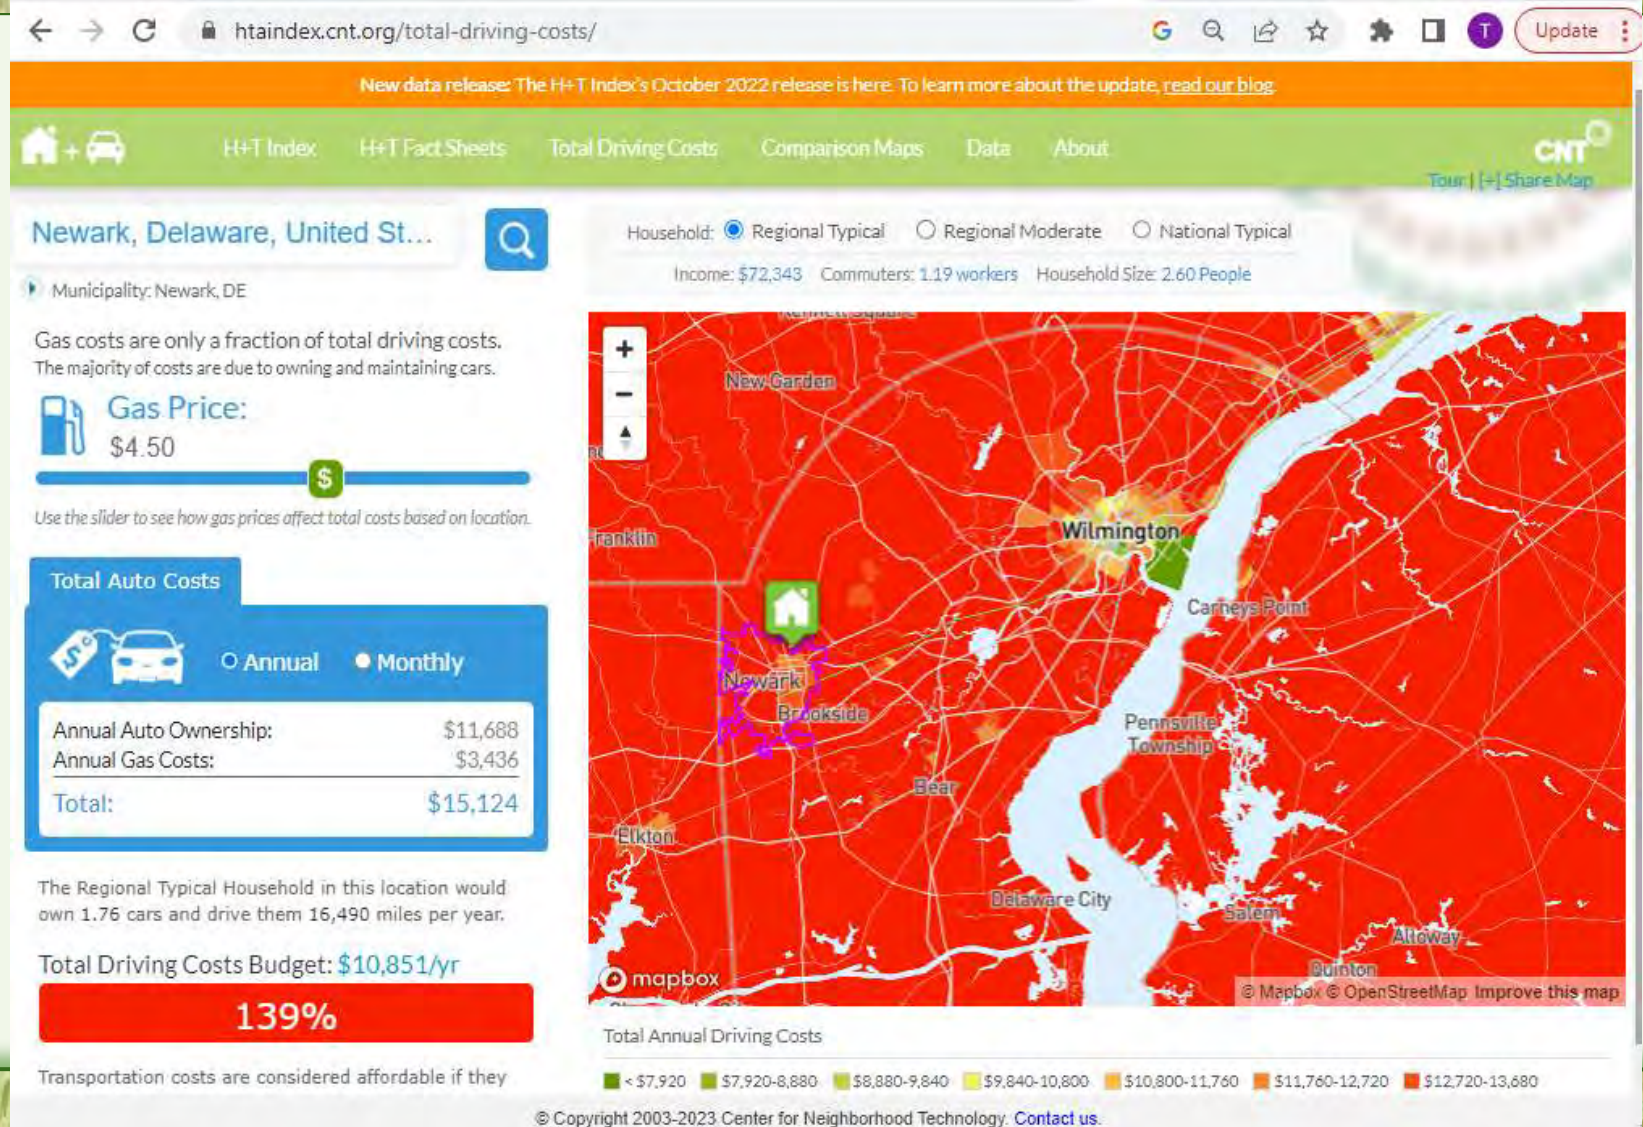 htaindex.cnt.org/total-driving-costs/
G
T
Update
New data release: The H+T Index's October 2022 release is here. To learn more about the update, read our blog.
H+T Index
H+T Fact Sheets
Total Driving Costs
Comparison Maps
Data
About
CNT
Tour | [+] Share Map
Newark, Delaware, United St...
Municipality: Newark, DE
Household: Regional Typical Regional Moderate National Typical
Income: $72,343 Commuters: 1.19 workers Household Size: 2.60 People
Gas costs are only a fraction of total driving costs.
The majority of costs are due to owning and maintaining cars.
Gas Price:
$4.50
$
Use the slider to see how gas prices affect total costs based on location.
Total Auto Costs
$
Annual Monthly
Annual Auto Ownership: $11,688
Annual Gas Costs: $3,436
Total: $15,124
The Regional Typical Household in this location would
own 1.76 cars and drive them 16,490 miles per year.
Total Driving Costs Budget: $10,851/yr
139%
Transportation costs are considered affordable if they
+
−
Kennett Square
New Garden
Franklin
Wilmington
Carneys Point
Newark
Brookside
Pennsville
Township
Bear
Elkton
Delaware City
Salem
Alloway
Quinton
mapbox
© Mapbox © OpenStreetMap Improve this map
Total Annual Driving Costs
< $7,920 $7,920-8,880 $8,880-9,840 $9,840-10,800 $10,800-11,760 $11,760-12,720 $12,720-13,680
© Copyright 2003-2023 Center for Neighborhood Technology. Contact us.